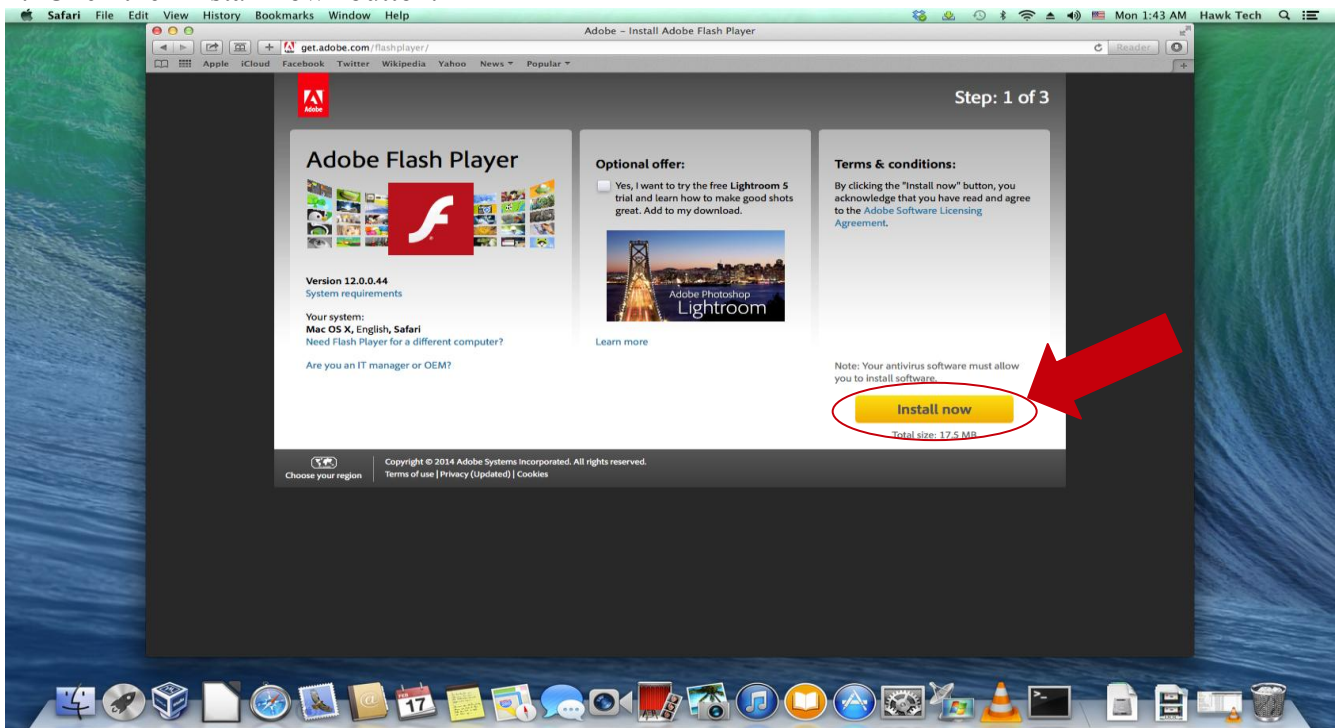 Safari File Edit View History Bookmarks Window Help
Mon 1:43 AM Hawk Tech
Adobe – Install Adobe Flash Player
get.adobe.com/flashplayer/
Reader
Apple iCloud Facebook Twitter Wikipedia Yahoo News Popular
Adobe
Step: 1 of 3
Adobe Flash Player
Version 12.0.0.44
System requirements
Your system:
Mac OS X, English, Safari
Need Flash Player for a different computer?
Are you an IT manager or OEM?
Optional offer:
Yes, I want to try the free Lightroom 5
trial and learn how to make good shots
great. Add to my download.
Adobe Photoshop
Lightroom
Learn more
Terms & conditions:
By clicking the "Install now" button, you
acknowledge that you have read and agree
to the Adobe Software Licensing
Agreement.
Note: Your antivirus software must allow
you to install software.
Install now
Total size: 17.5 MB
Choose your region
Copyright © 2014 Adobe Systems Incorporated. All rights reserved.
Terms of use | Privacy (Updated) | Cookies
FEB
17